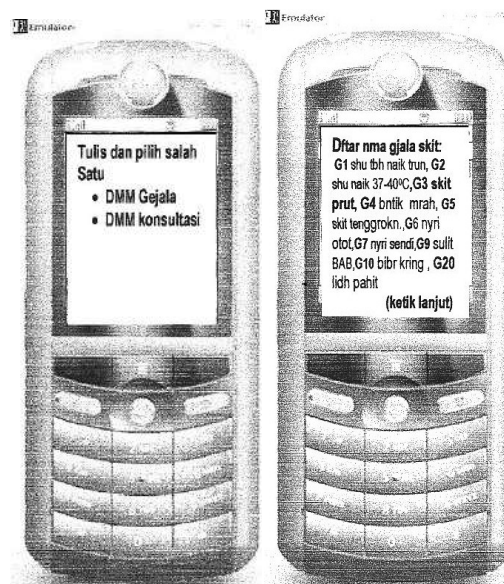 Emulator
Tulis dan pilih salah
Satu
• DMM Gejala
• DMM konsultasi
Emulator
Dftar nma gjala skit:
G1 shu tbh naik trun, G2
shu naik 37-40ºC,G3 skit
prut, G4 bntik mrah, G5
skit tenggrokn.,G6 nyri
otot,G7 nyri sendi,G9 sulit
BAB,G10 bibr kring , G20
lidh pahit
(ketik lanjut)